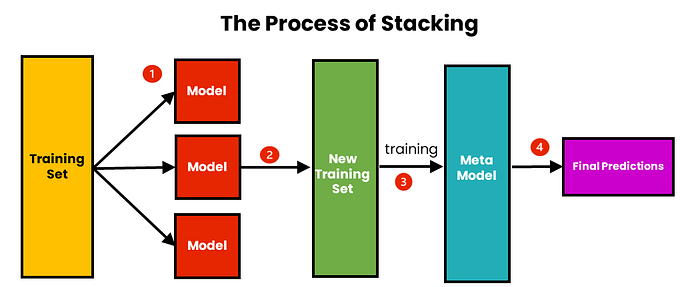 The Process of Stacking
1
Model
Training
Set
Model
2
Model
New
Training
Set
training
3
Meta
Model
4
Final Predictions